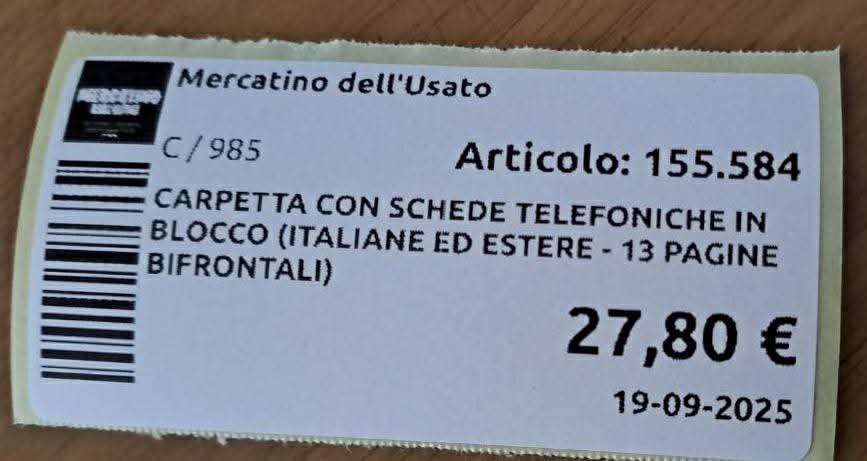 Mercatino dell'Usato
C / 985
Articolo: 155.584
CARPETTA CON SCHEDE TELEFONICHE IN
BLOCCO (ITALIANE ED ESTERE - 13 PAGINE
BIFRONTALI)
27,80 €
19-09-2025